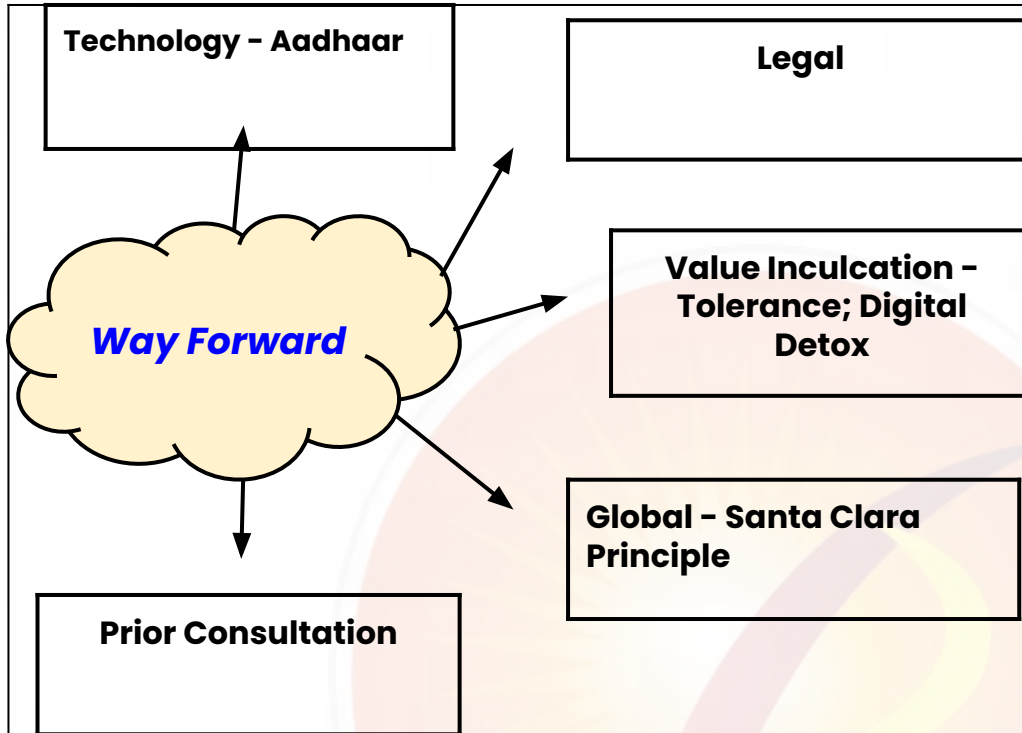 Technology - Aadhaar
Legal
Value Inculcation -
Tolerance; Digital
Detox
Way Forward
Global - Santa Clara
Principle
Prior Consultation